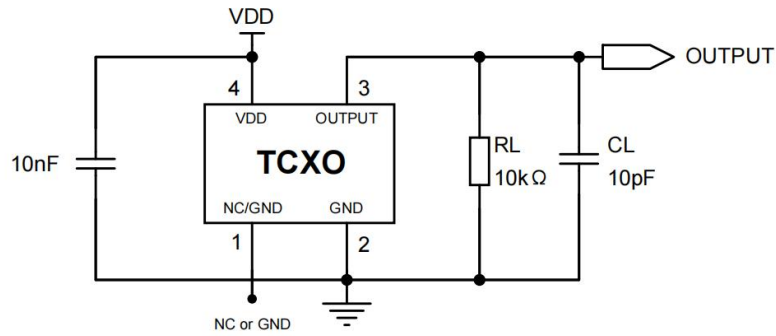 VDD
OUTPUT
4
3
VDD
OUTPUT
TCXO
10nF
RL
10kΩ
CL
10pF
NC/GND
GND
1
2
NC or GND